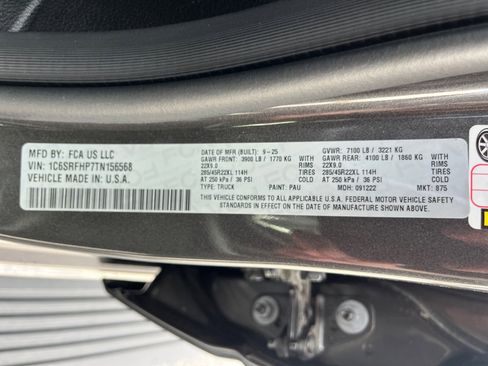 MFD BY: FCA US LLC
VIN: 1C6SRFHP7TN156568
VEHICLE MADE IN U.S.A.
DATE OF MFR (BUILT): 9-25
GAWR FRONT: 3900 LB / 1770 KG
22X9.0 RIMS
285/45R22XL 114H TIRES
AT 250 kPa / 36 PSI COLD
TYPE: TRUCK PAINT: PAU
GVWR: 7100 LB / 3221 KG
GAWR REAR: 4100 LB / 1860 KG
22X9.0 RIMS
285/45R22XL 114H TIRES
AT 250 kPa / 36 PSI COLD
MDH: 091222 MKT: 875
THIS VEHICLE CONFORMS TO ALL APPLICABLE U.S.A. FEDERAL MOTOR VEHICLE
SAFETY STANDARDS IN EFFECT ON THE DATE OF MANUFACTURE SHOWN ABOVE.